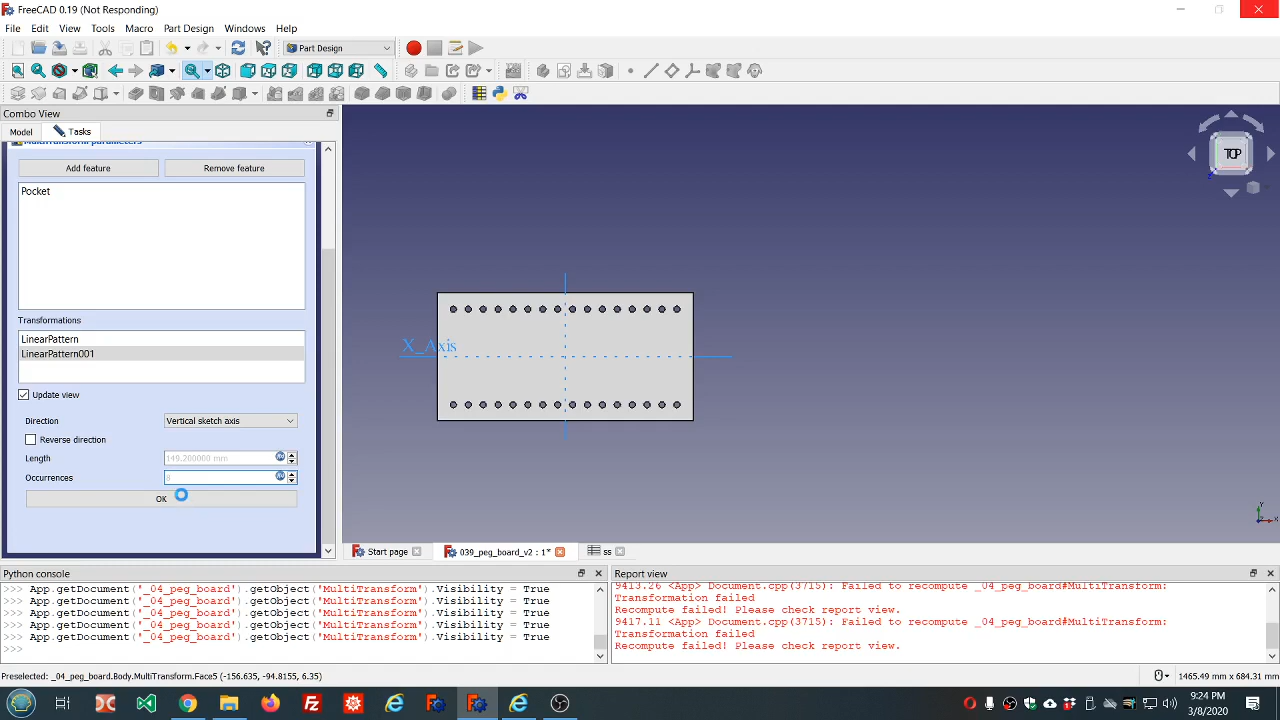 FreeCAD 0.19 (Not Responding)
File Edit View Tools Macro Part Design Windows Help
Part Design
Combo View
Model Tasks
MultiTransform parameters
Add feature Remove feature
Pocket
Transformations
LinearPattern
LinearPattern001
Update view
Direction Vertical sketch axis
Reverse direction
Length 149.200000 mm
Occurrences
OK
X_Axis
TOP
Start page 039_peg_board_v2 : 1* ss
Python console
>>> App.getDocument('_04_peg_board').getObject('MultiTransform').Visibility = True
>>> App.getDocument('_04_peg_board').getObject('MultiTransform').Visibility = True
>>> App.getDocument('_04_peg_board').getObject('MultiTransform').Visibility = True
>>> App.getDocument('_04_peg_board').getObject('MultiTransform').Visibility = True
>>> App.getDocument('_04_peg_board').getObject('MultiTransform').Visibility = True
>>>
Report view
9413.26 <App> Document.cpp(3715): Failed to recompute _04_peg_board#MultiTransform:
Transformation failed
Recompute failed! Please check report view.
9417.11 <App> Document.cpp(3715): Failed to recompute _04_peg_board#MultiTransform:
Transformation failed
Recompute failed! Please check report view.
Preselected: _04_peg_board.Body.MultiTransform.Face5 (-156.635, -94.8155, 6.35)
1465.49 mm x 684.31 mm
9:24 PM
3/8/2020